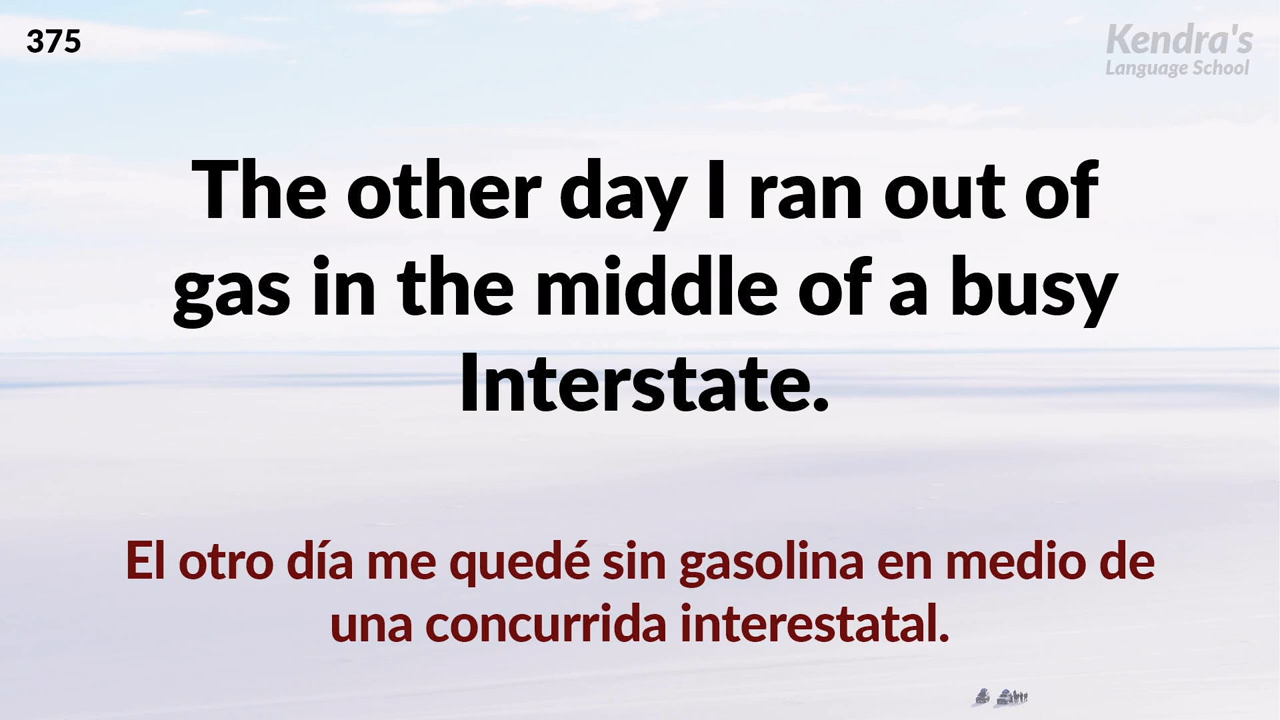 375
Kendra's
Language School
The other day I ran out of
gas in the middle of a busy
Interstate.
El otro día me quedé sin gasolina en medio de
una concurrida interestatal.